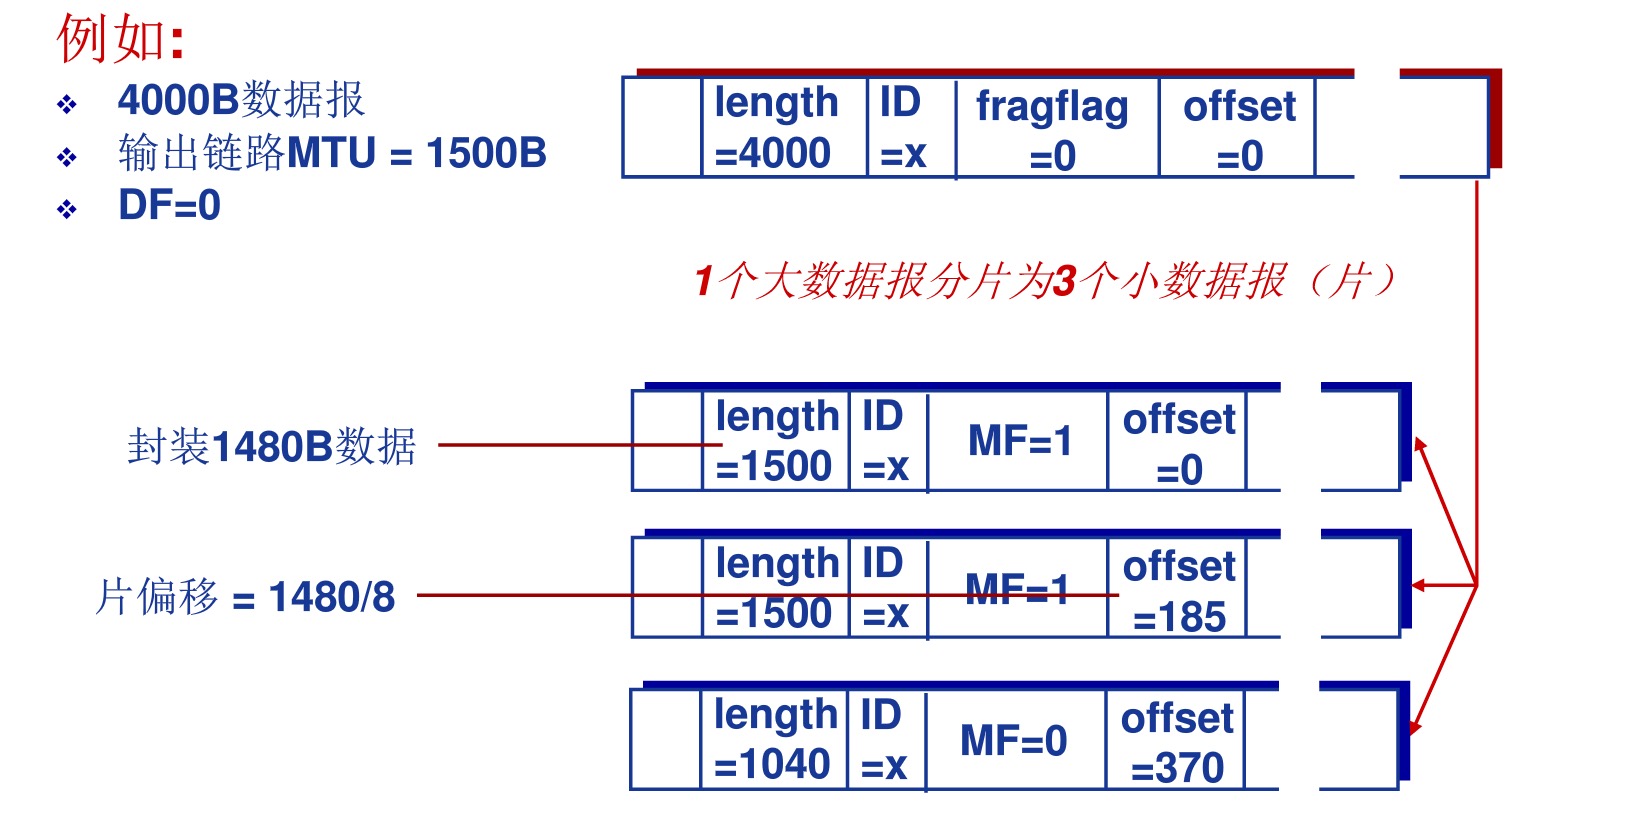 例如:
4000B数据报
输出链路MTU = 1500B
DF=0
length ID fragflag offset
=4000 =x =0 =0
1个大数据报分片为3个小数据报（片）
封装1480B数据
length ID MF=1 offset
=1500 =x =0
片偏移 = 1480/8
length ID MF=1 offset
=1500 =x =185
length ID MF=0 offset
=1040 =x =370